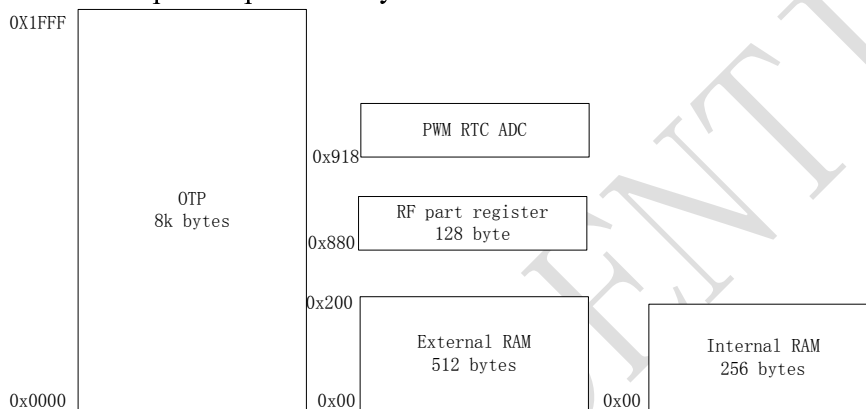 0X1FFF
PWM RTC ADC
0x918
OTP
8k bytes
RF part register
128 byte
0x880
0x200
External RAM
512 bytes
Internal RAM
256 bytes
0x0000
0x00
0x00